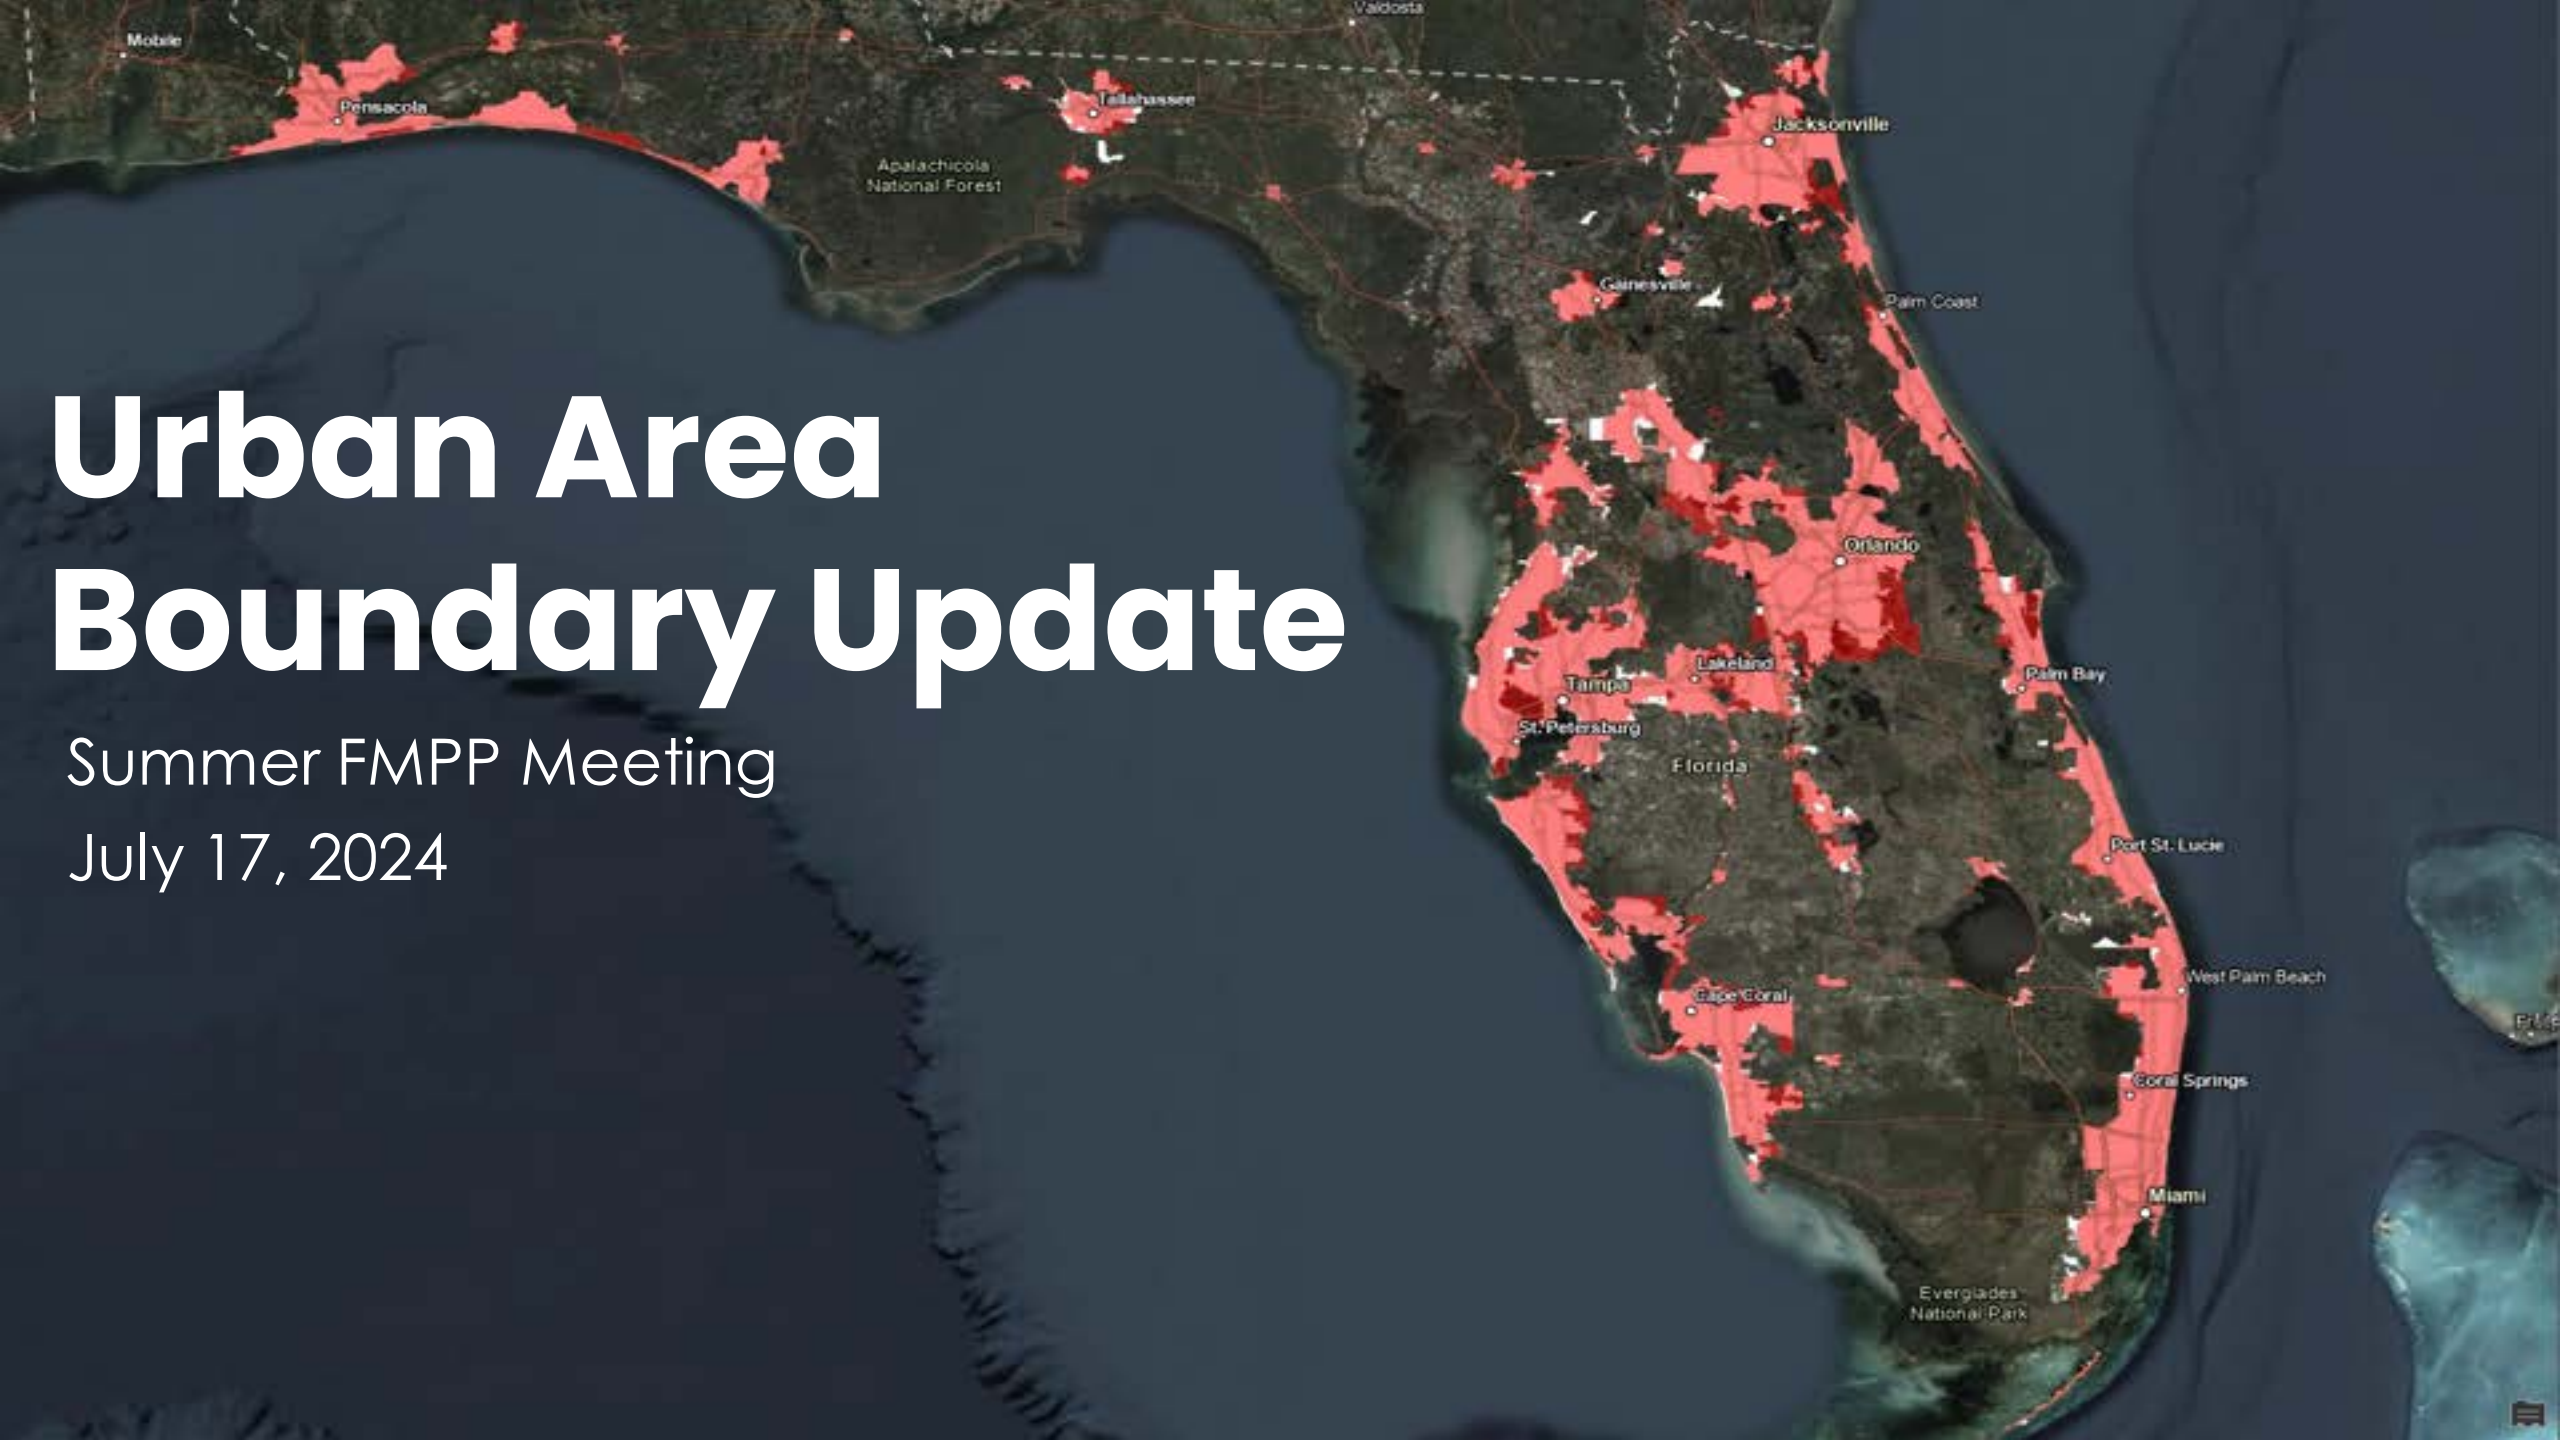 Valdosta
Mobile
Pensacola
Tallahassee
Jacksonville
Apalachicola
National Forest
Gainesville
Palm Coast
Urban Area
Boundary Update
Summer FMPP Meeting
July 17, 2024
Orlando
Lakeland
Palm Bay
Tampa
St. Petersburg
Florida
Port St. Lucie
West Palm Beach
Cape Coral
Coral Springs
Miami
Everglades
National Park